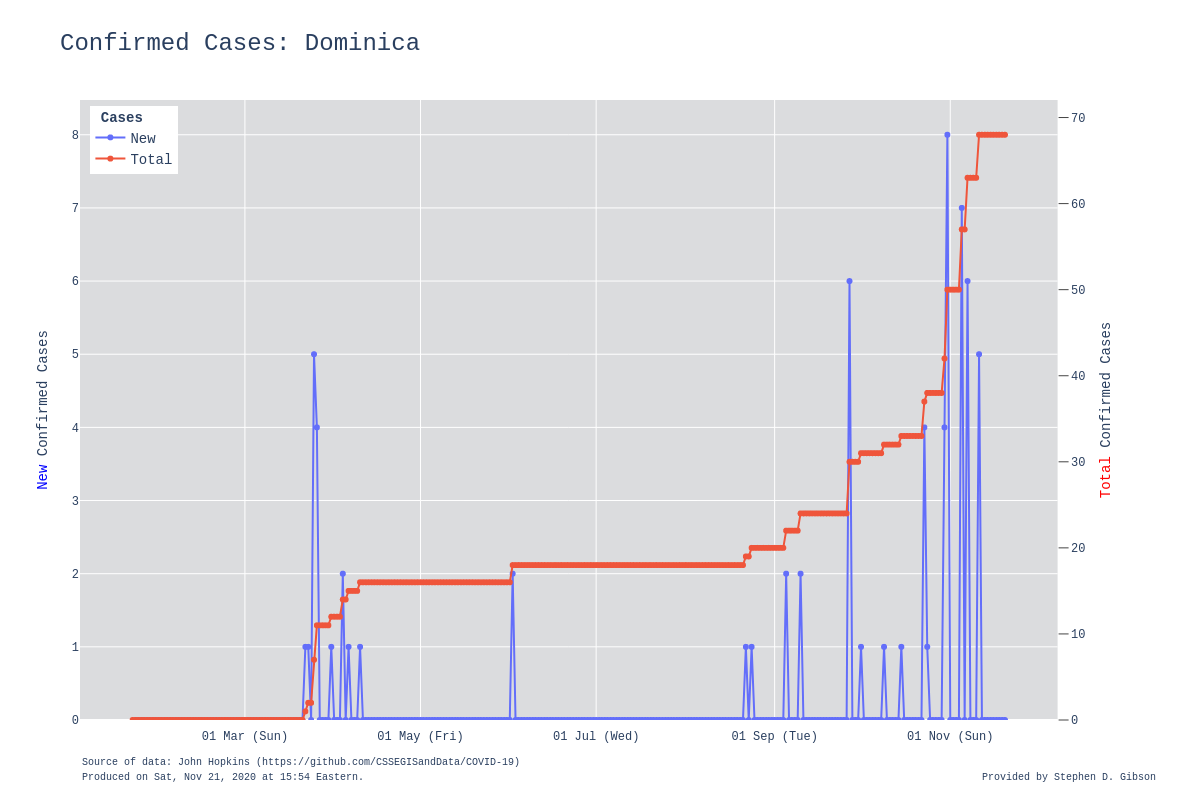 Confirmed Cases: Dominica
Cases
New
Total
8
7
6
5
4
3
2
1
0
70
60
50
40
30
20
10
0
New Confirmed Cases
Total Confirmed Cases
01 Mar (Sun)
01 May (Fri)
01 Jul (Wed)
01 Sep (Tue)
01 Nov (Sun)
Source of data: John Hopkins (https://github.com/CSSEGISandData/COVID-19)
Produced on Sat, Nov 21, 2020 at 15:54 Eastern.
Provided by Stephen D. Gibson